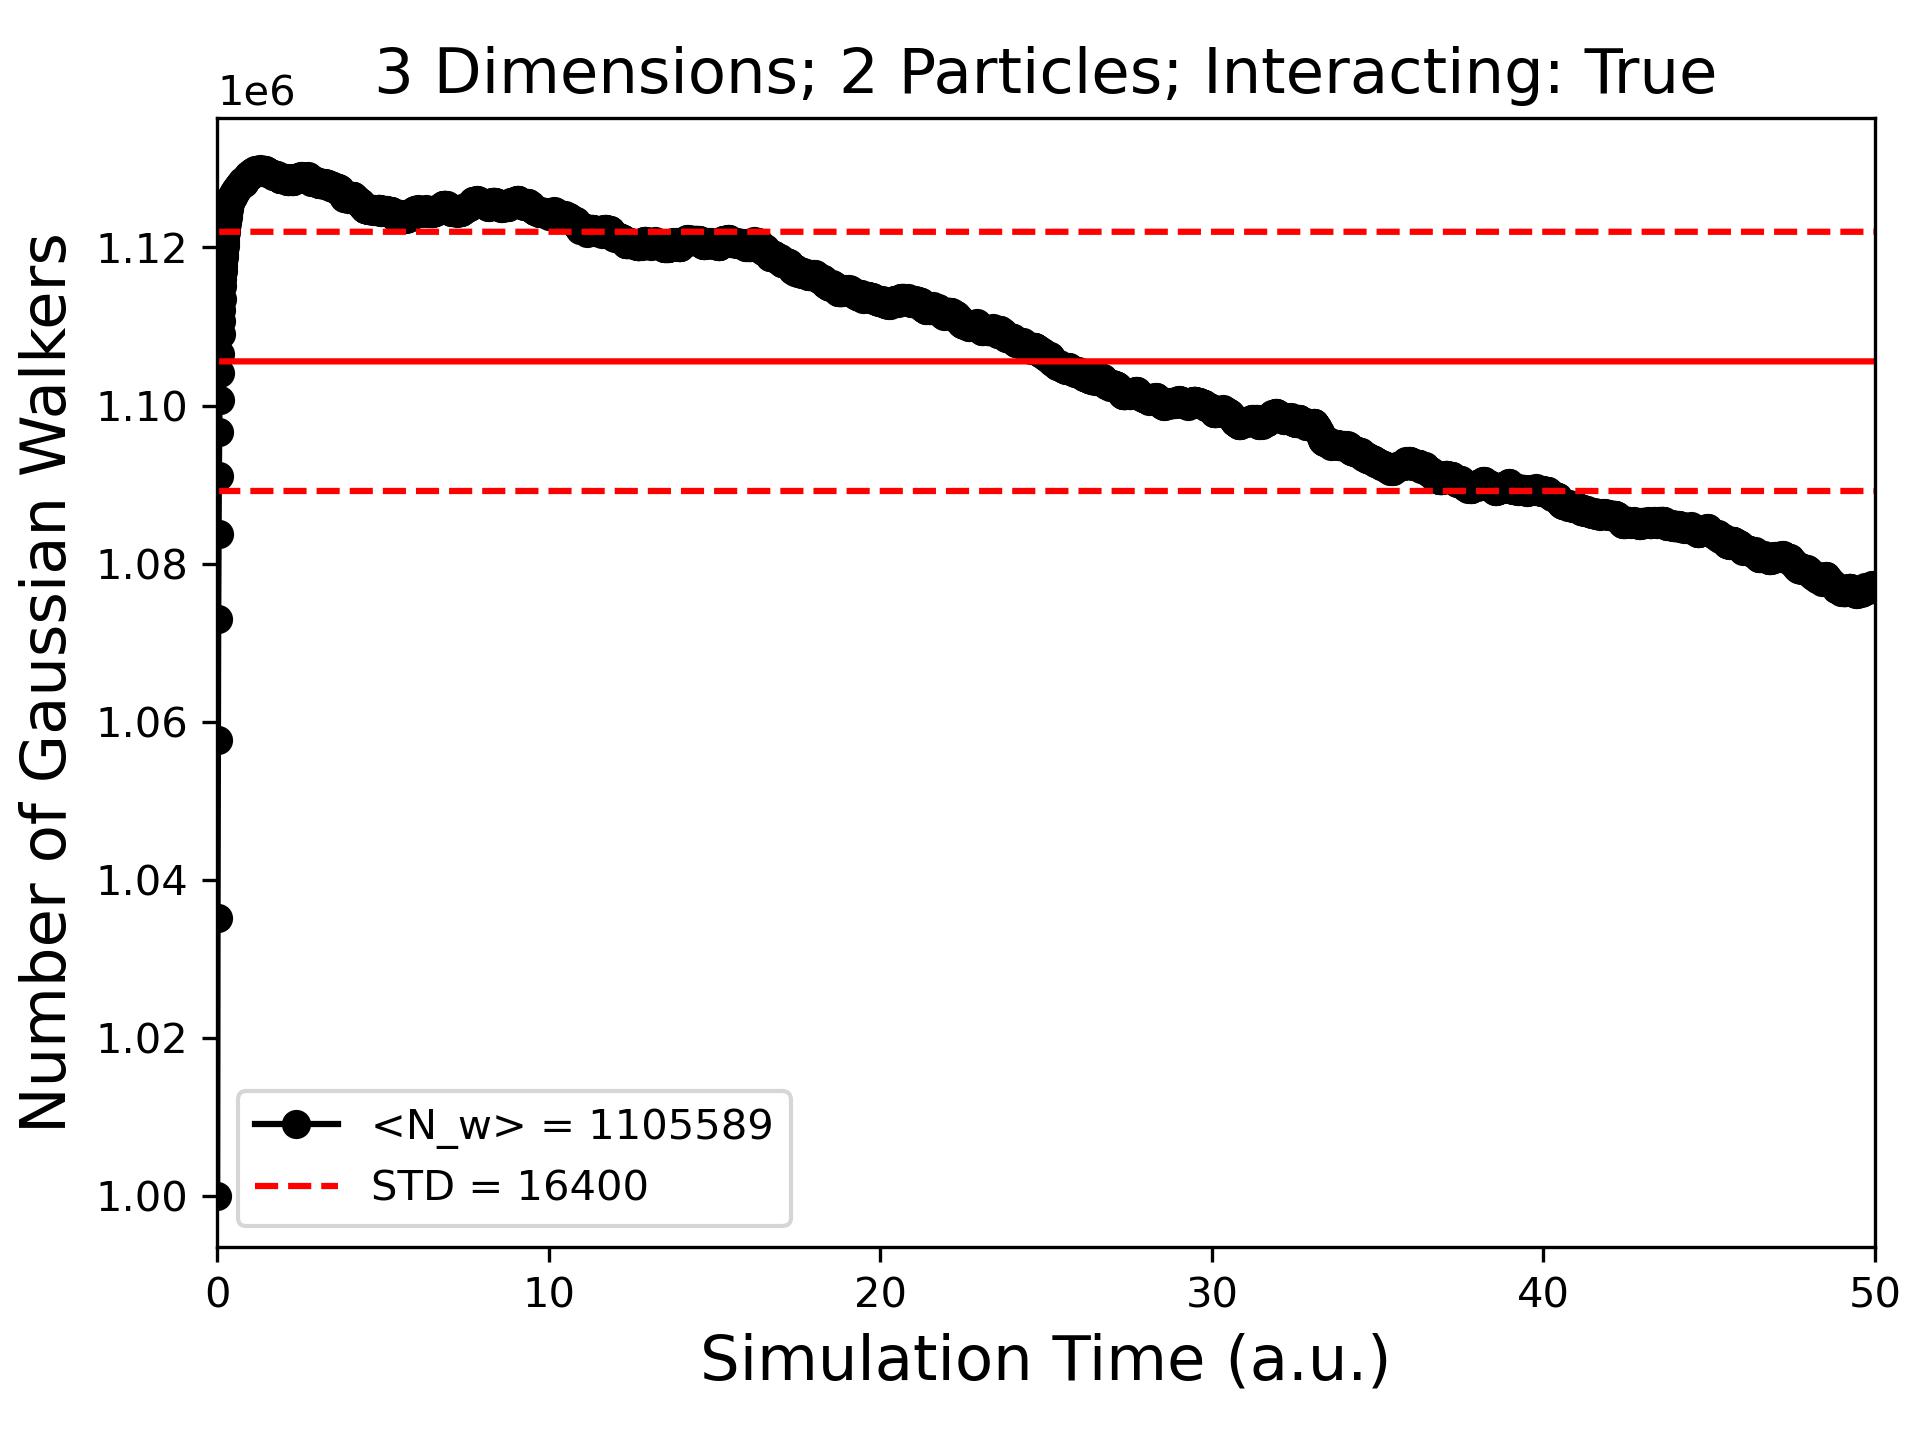 3 Dimensions; 2 Particles; Interacting: True
1e6
Number of Gaussian Walkers
1.12
1.10
1.08
1.06
1.04
1.02
1.00
<N_w> = 1105589
STD = 16400
0 10 20 30 40 50
Simulation Time (a.u.)